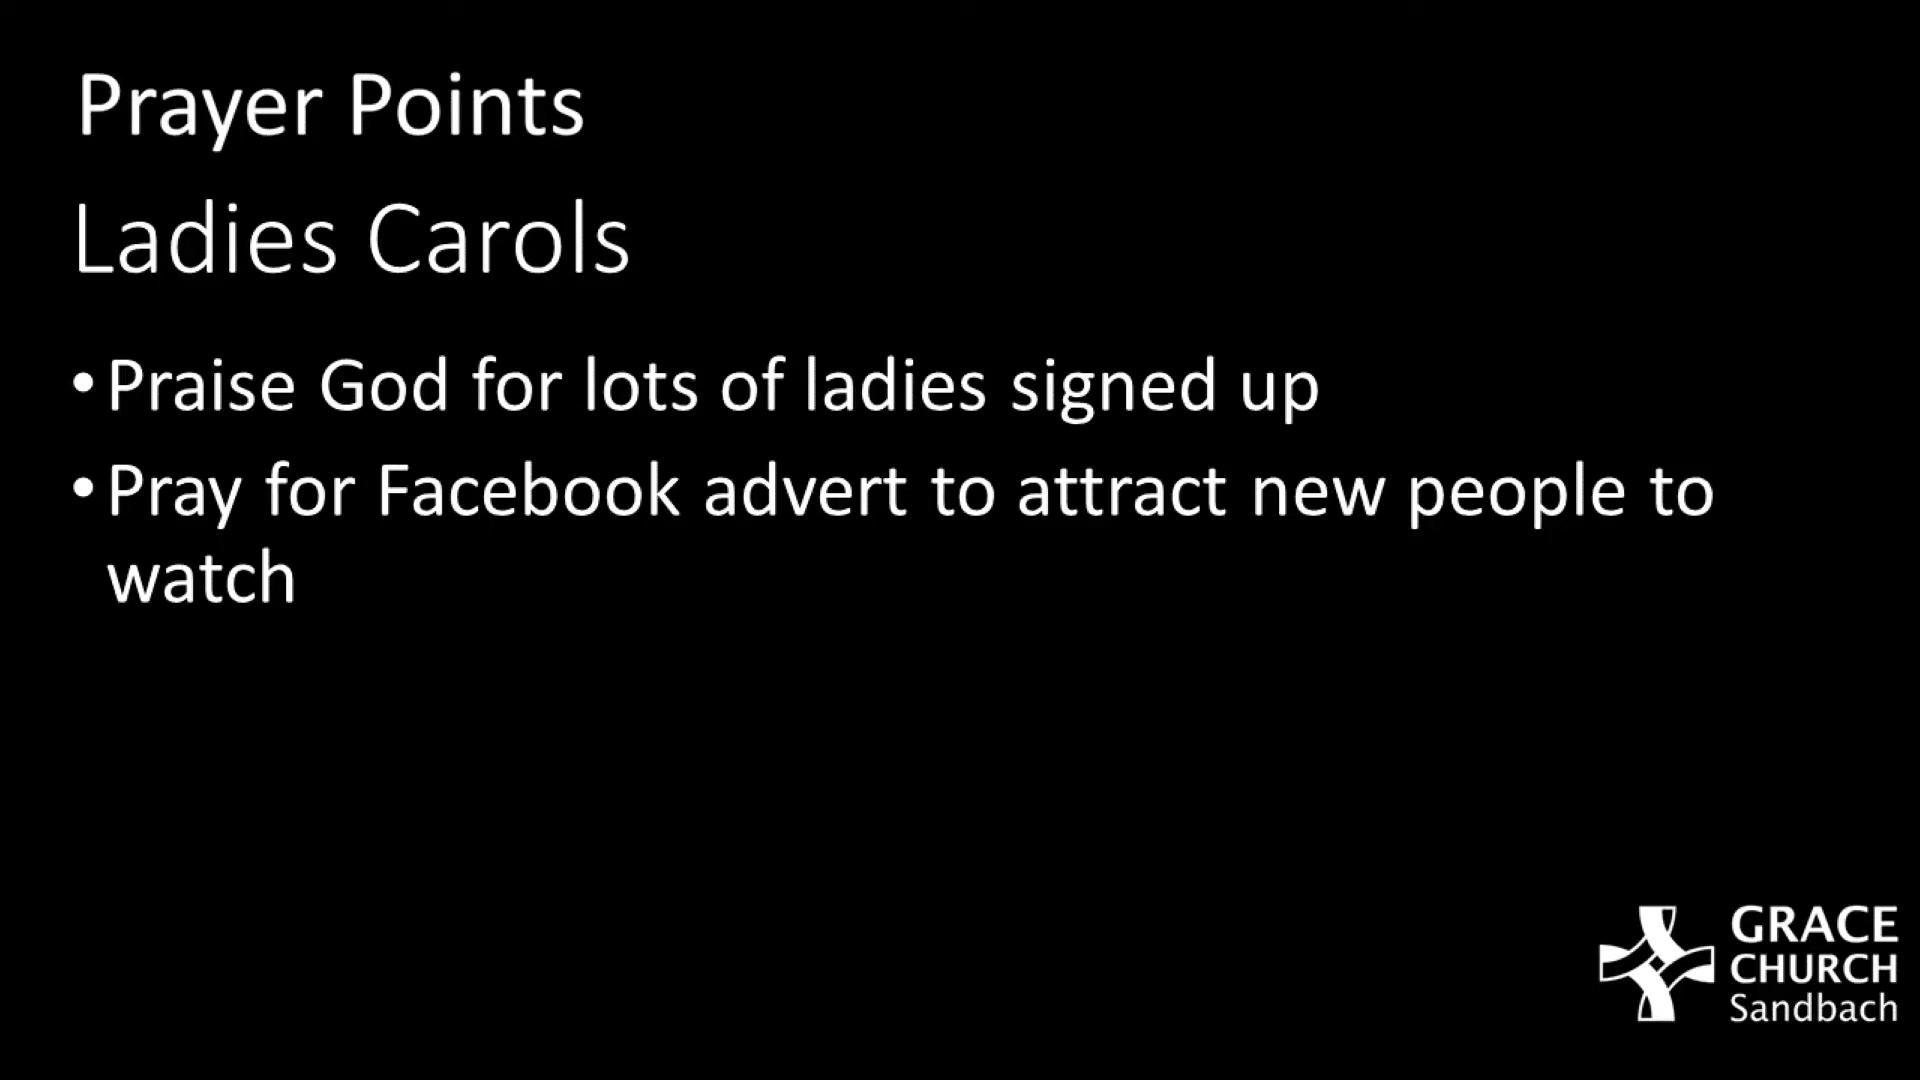 Prayer Points
Ladies Carols
•Praise God for lots of ladies signed up
•Pray for Facebook advert to attract new people to
watch
GRACE
CHURCH
Sandbach